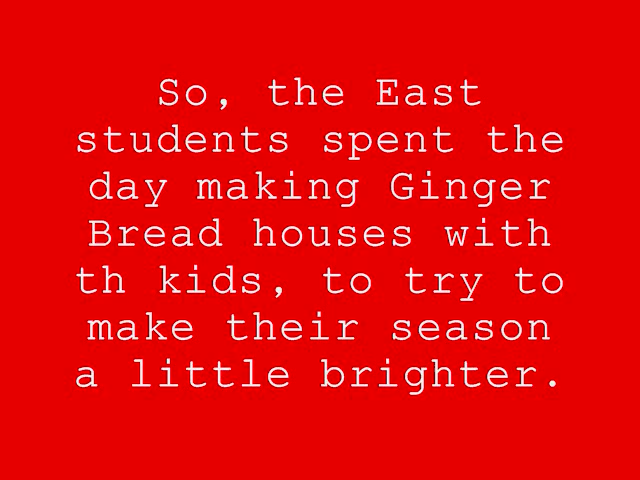 So, the East
students spent the
day making Ginger
Bread houses with
th kids, to try to
make their season
a little brighter.